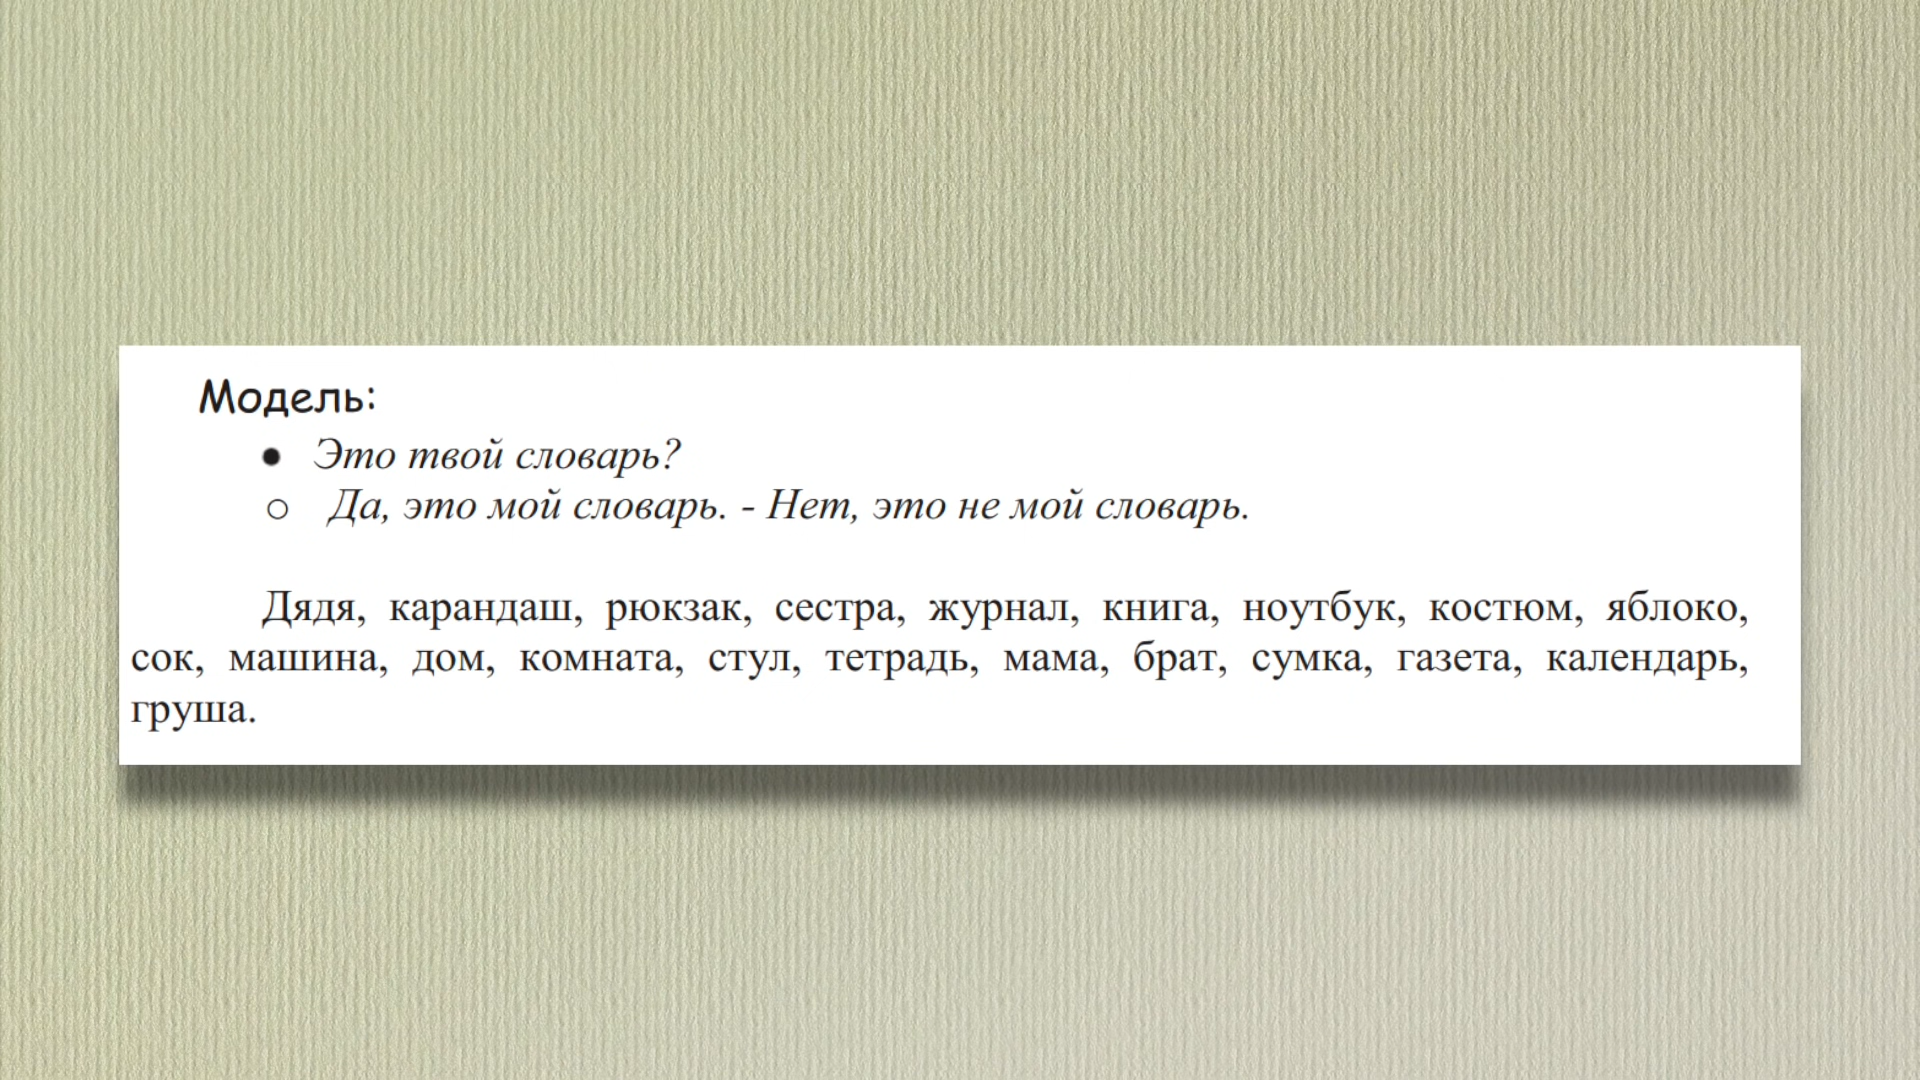 Модель:
● Это твой словарь?
○ Да, это мой словарь. - Нет, это не мой словарь.
Дядя, карандаш, рюкзак, сестра, журнал, книга, ноутбук, костюм, яблоко,
сок, машина, дом, комната, стул, тетрадь, мама, брат, сумка, газета, календарь,
груша.